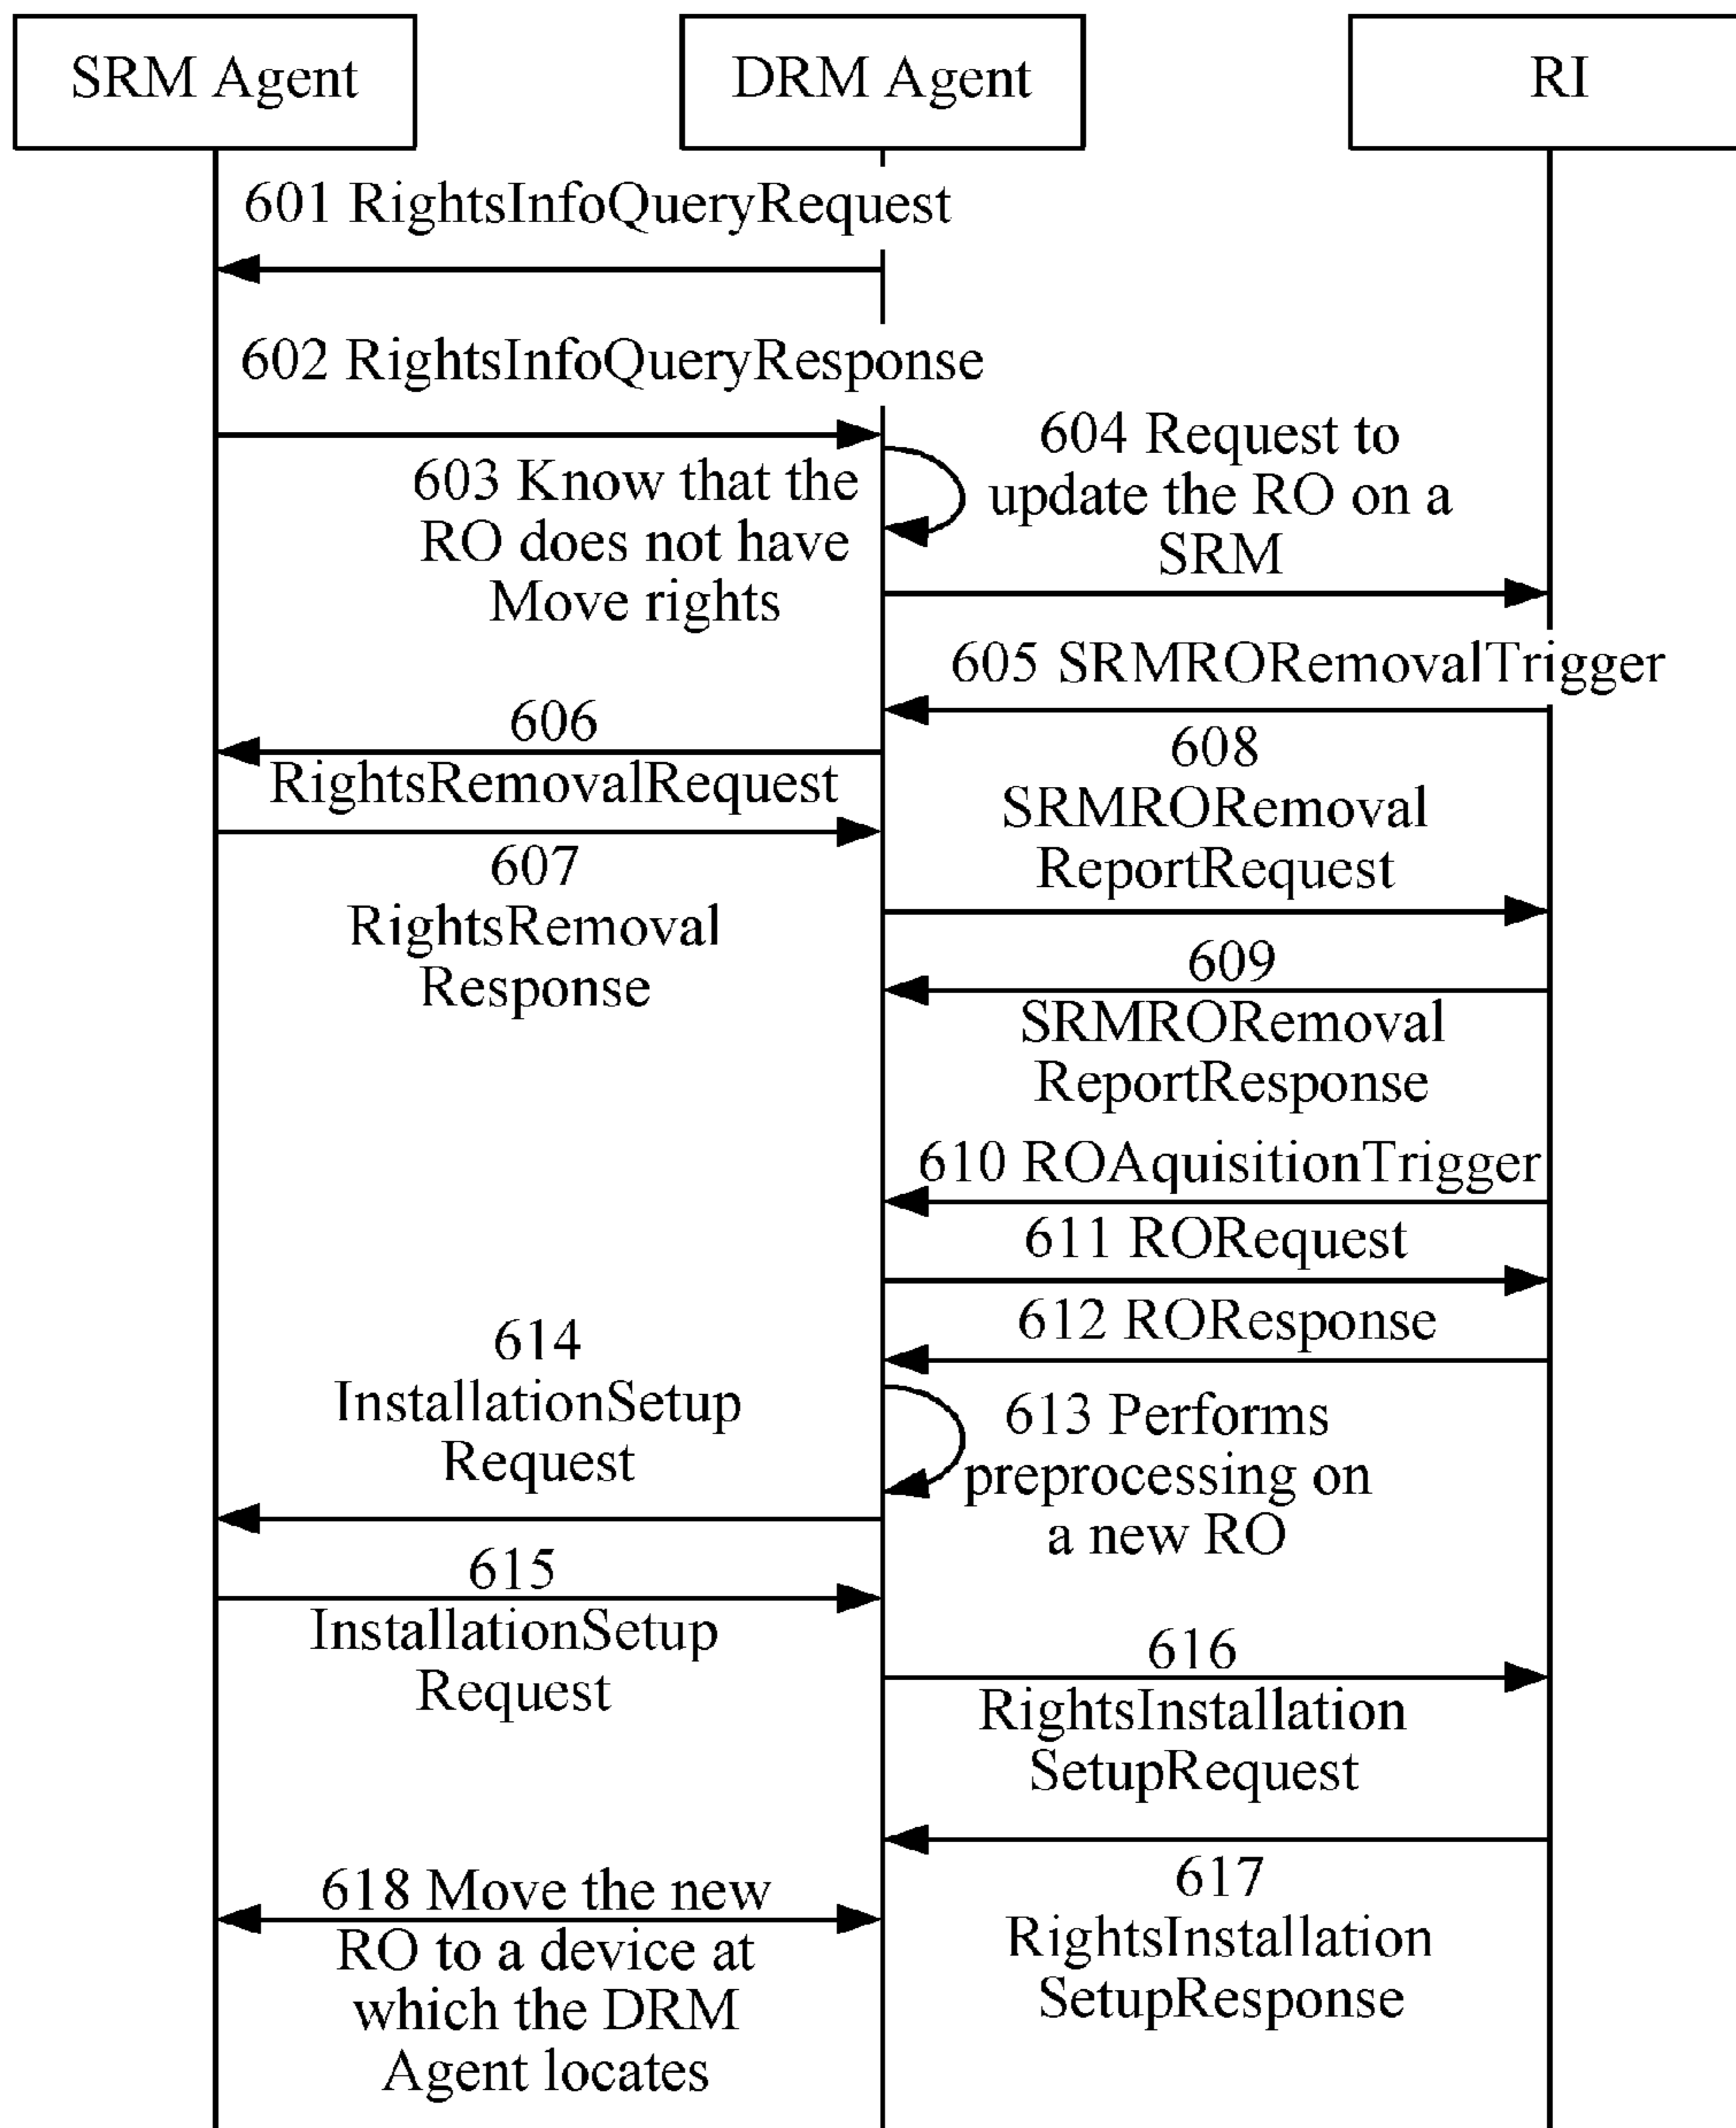 SRM Agent
DRM Agent
RI
601 RightsInfoQueryRequest
602 RightsInfoQueryResponse
603 Know that the
RO does not have
Move rights
604 Request to
update the RO on a
SRM
605 SRMRORemovalTrigger
606
RightsRemovalRequest
607
RightsRemoval
Response
608
SRMRORemoval
ReportRequest
609
SRMRORemoval
ReportResponse
610 ROAquisitionTrigger
611 RORequest
612 ROResponse
613 Performs
preprocessing on
a new RO
614
InstallationSetup
Request
615
InstallationSetup
Request
616
RightsInstallation
SetupRequest
617
RightsInstallation
SetupResponse
618 Move the new
RO to a device at
which the DRM
Agent locates